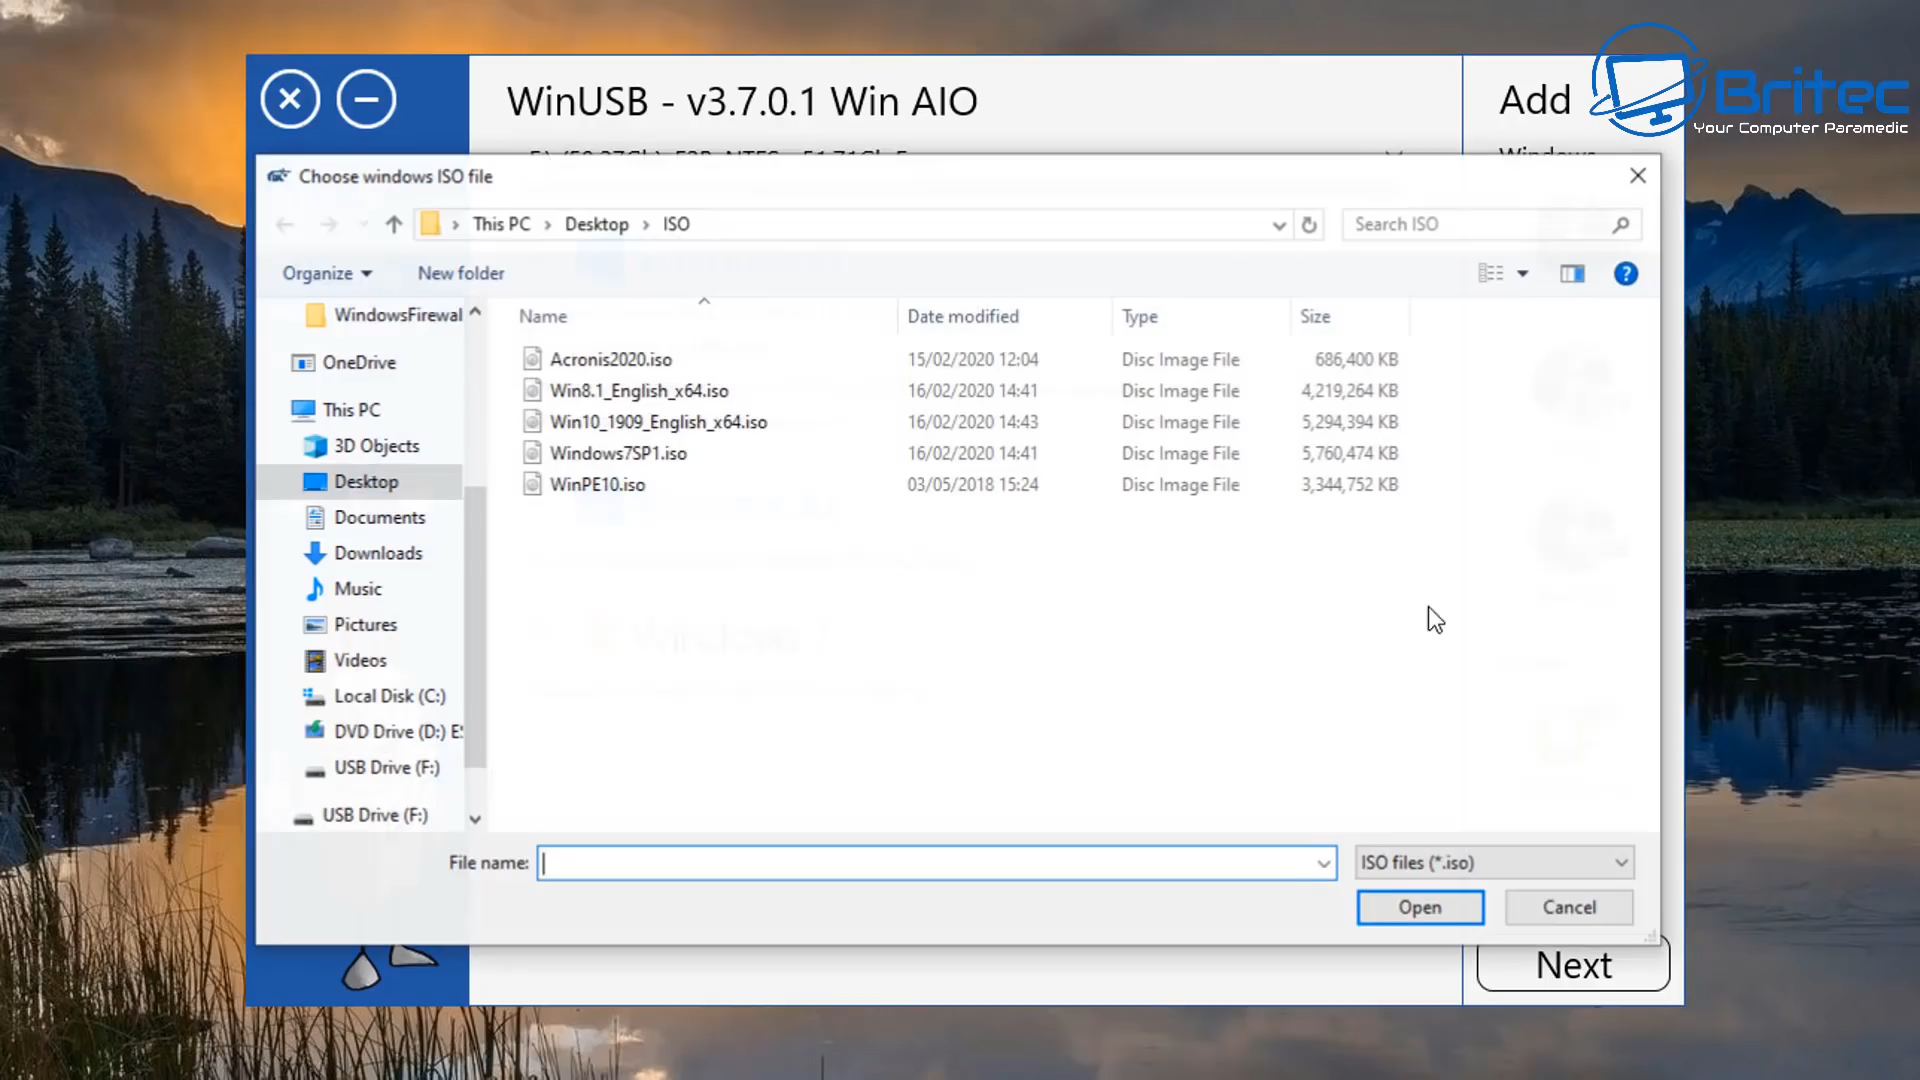 WinUSB - v3.7.0.1 Win AIO
Add
Britec
Your Computer Paramedic
Windows
Choose windows ISO file
This PC > Desktop > ISO
Search ISO
Organize
New folder
Name Date modified Type Size
Acronis2020.iso 15/02/2020 12:04 Disc Image File 686,400 KB
Win8.1_English_x64.iso 16/02/2020 14:41 Disc Image File 4,219,264 KB
Win10_1909_English_x64.iso 16/02/2020 14:43 Disc Image File 5,294,394 KB
Windows7SP1.iso 16/02/2020 14:41 Disc Image File 5,760,474 KB
WinPE10.iso 03/05/2018 15:24 Disc Image File 3,344,752 KB
WindowsFirewal
OneDrive
This PC
3D Objects
Desktop
Documents
Downloads
Music
Pictures
Videos
Local Disk (C:)
DVD Drive (D:) E
USB Drive (F:)
USB Drive (F:)
File name:
ISO files (*.iso)
Open
Cancel
Next